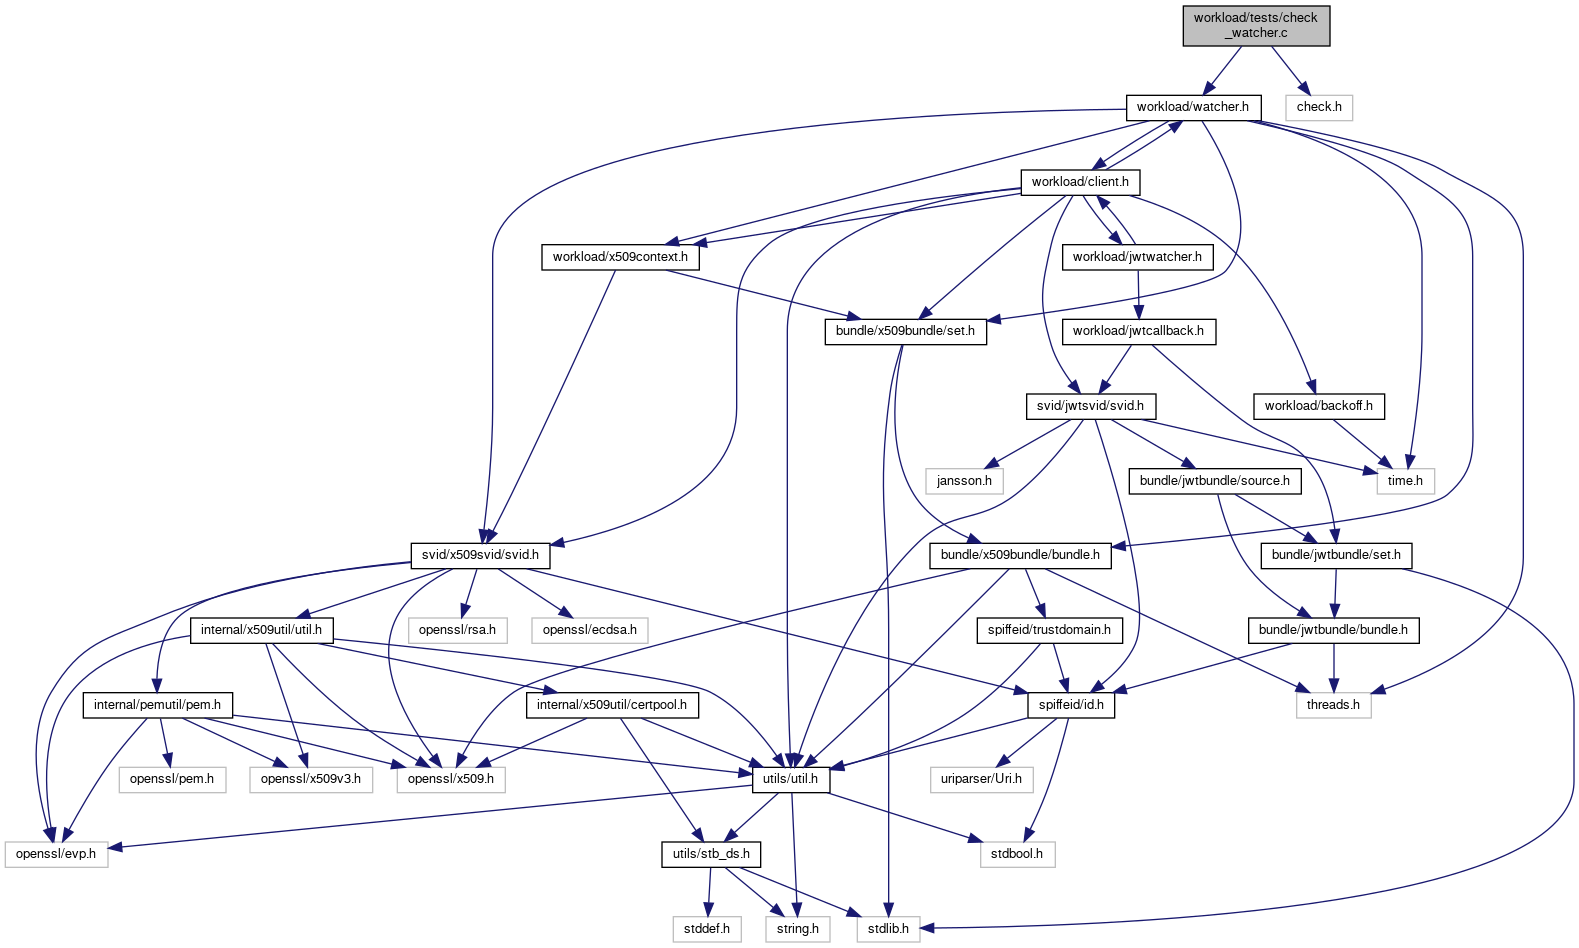 workload/tests/check
_watcher.c
workload/watcher.h
check.h
workload/client.h
workload/x509context.h
workload/jwtwatcher.h
bundle/x509bundle/set.h
workload/jwtcallback.h
svid/jwtsvid/svid.h
workload/backoff.h
jansson.h
bundle/jwtbundle/source.h
time.h
svid/x509svid/svid.h
bundle/x509bundle/bundle.h
bundle/jwtbundle/set.h
internal/x509util/util.h
openssl/rsa.h
openssl/ecdsa.h
spiffeid/trustdomain.h
bundle/jwtbundle/bundle.h
internal/pemutil/pem.h
internal/x509util/certpool.h
spiffeid/id.h
threads.h
openssl/pem.h
openssl/x509v3.h
openssl/x509.h
utils/util.h
uriparser/Uri.h
openssl/evp.h
utils/stb_ds.h
stdbool.h
stddef.h
string.h
stdlib.h